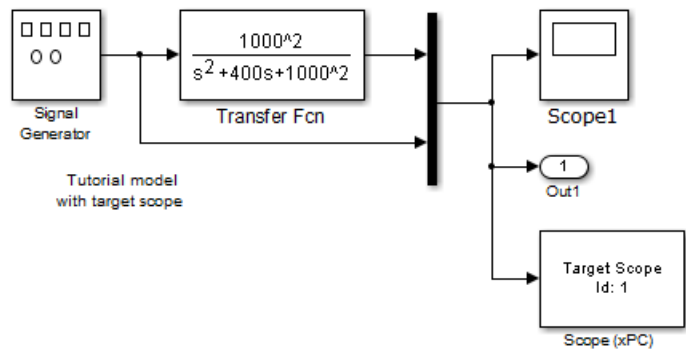 Signal
Generator
1000^2
s2+400s+1000^2
Transfer Fcn
Tutorial model
with target scope
Scope1
1
Out1
Target Scope
Id: 1
Scope (xPC)